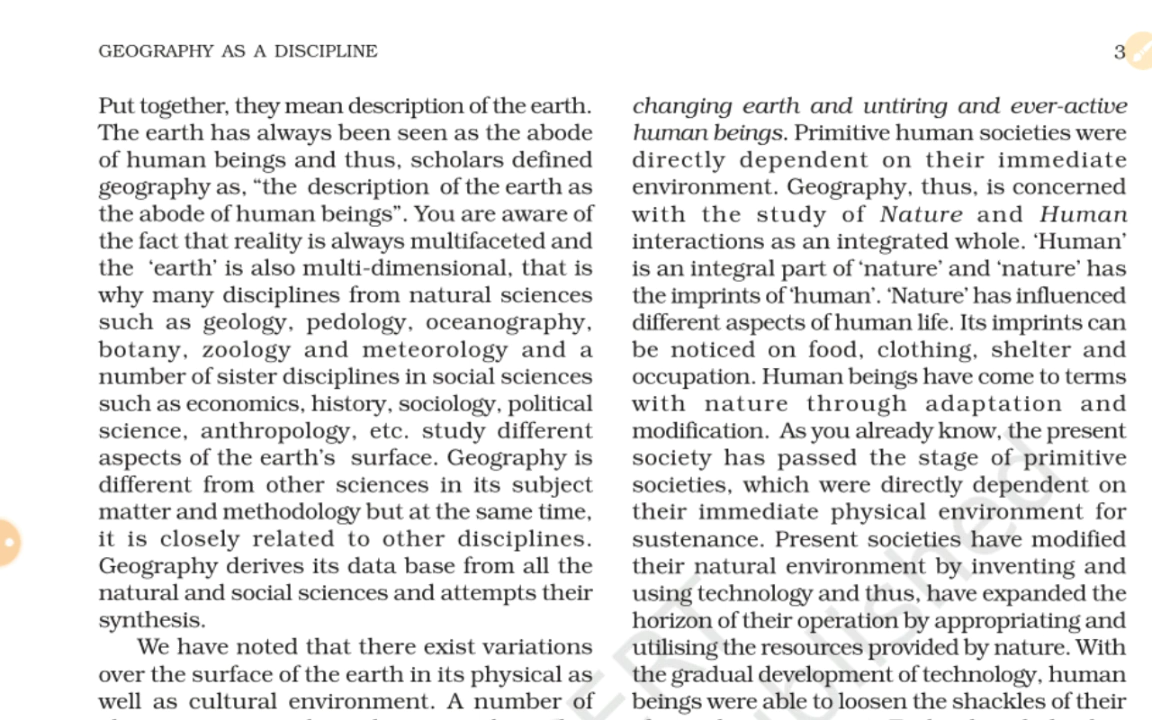 GEOGRAPHY AS A DISCIPLINE
3
Put together, they mean description of the earth.
The earth has always been seen as the abode
of human beings and thus, scholars defined
geography as, “the description of the earth as
the abode of human beings”. You are aware of
the fact that reality is always multifaceted and
the ‘earth’ is also multi-dimensional, that is
why many disciplines from natural sciences
such as geology, pedology, oceanography,
botany, zoology and meteorology and a
number of sister disciplines in social sciences
such as economics, history, sociology, political
science, anthropology, etc. study different
aspects of the earth’s surface. Geography is
different from other sciences in its subject
matter and methodology but at the same time,
it is closely related to other disciplines.
Geography derives its data base from all the
natural and social sciences and attempts their
synthesis.
We have noted that there exist variations
over the surface of the earth in its physical as
well as cultural environment. A number of
changing earth and untiring and ever-active
human beings. Primitive human societies were
directly dependent on their immediate
environment. Geography, thus, is concerned
with the study of Nature and Human
interactions as an integrated whole. ‘Human’
is an integral part of ‘nature’ and ‘nature’ has
the imprints of ‘human’. ‘Nature’ has influenced
different aspects of human life. Its imprints can
be noticed on food, clothing, shelter and
occupation. Human beings have come to terms
with nature through adaptation and
modification. As you already know, the present
society has passed the stage of primitive
societies, which were directly dependent on
their immediate physical environment for
sustenance. Present societies have modified
their natural environment by inventing and
using technology and thus, have expanded the
horizon of their operation by appropriating and
utilising the resources provided by nature. With
the gradual development of technology, human
beings were able to loosen the shackles of their